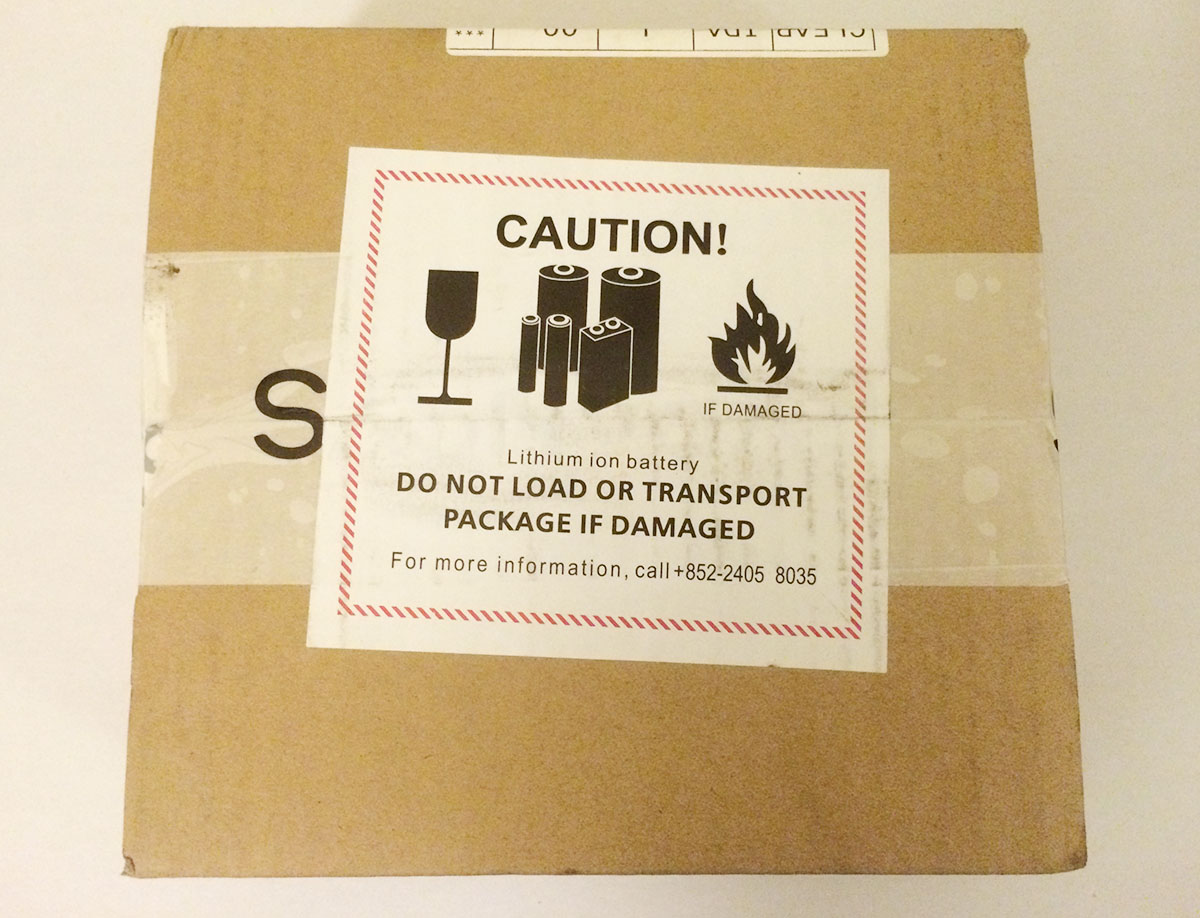 CAUTION!
IF DAMAGED
Lithium ion battery
DO NOT LOAD OR TRANSPORT
PACKAGE IF DAMAGED
For more information, call +852-2405 8035
S